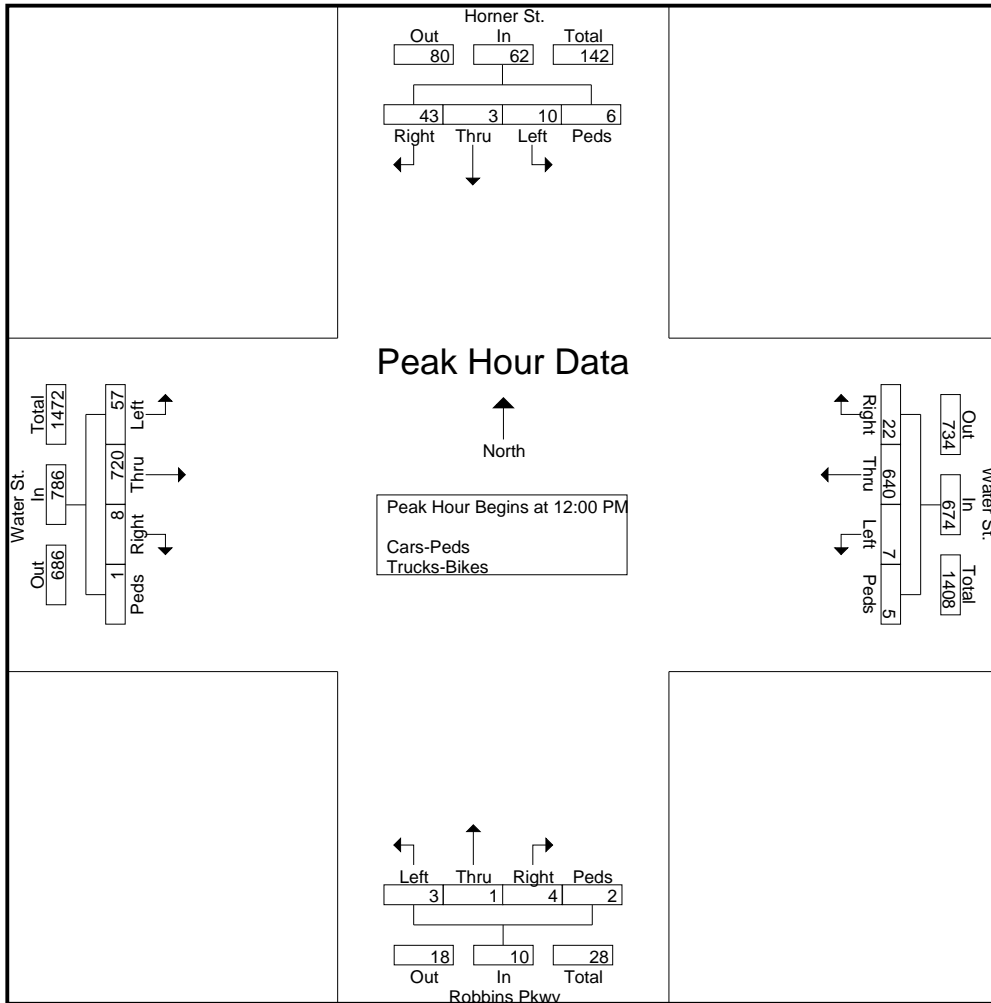 Horner St.
Out In Total
80 62 142
43 3 10 6
Right Thru Left Peds
Peak Hour Data
North
Peak Hour Begins at 12:00 PM
Cars-Peds
Trucks-Bikes
Water St.
Total In Out
1472 786 686
57 720 8 1
Left Thru Right Peds
Water St.
Out In Total
734 674 1408
22 640 7 5
Right Thru Left Peds
Left Thru Right Peds
3 1 4 2
18 10 28
Out In Total
Robbins Pkwy